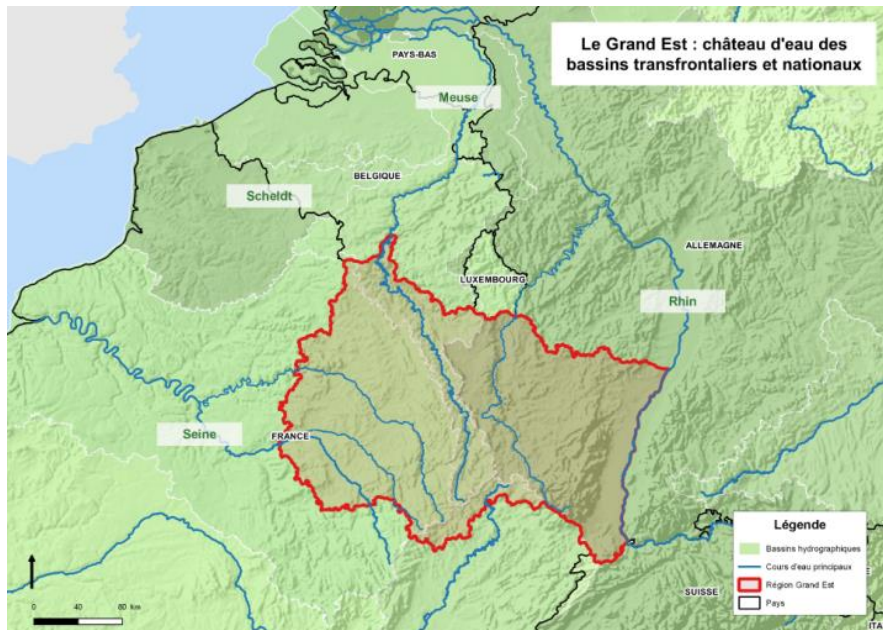 Le Grand Est : château d'eau des
bassins transfrontaliers et nationaux
PAYS-BAS
Meuse
BELGIQUE
Scheldt
ALLEMAGNE
LUXEMBOURG
Rhin
Seine
FRANCE
Légende
Bassins hydrographiques
Cours d'eau principaux
Région Grand Est
Pays
SUISSE
ITA
0 40 80 km